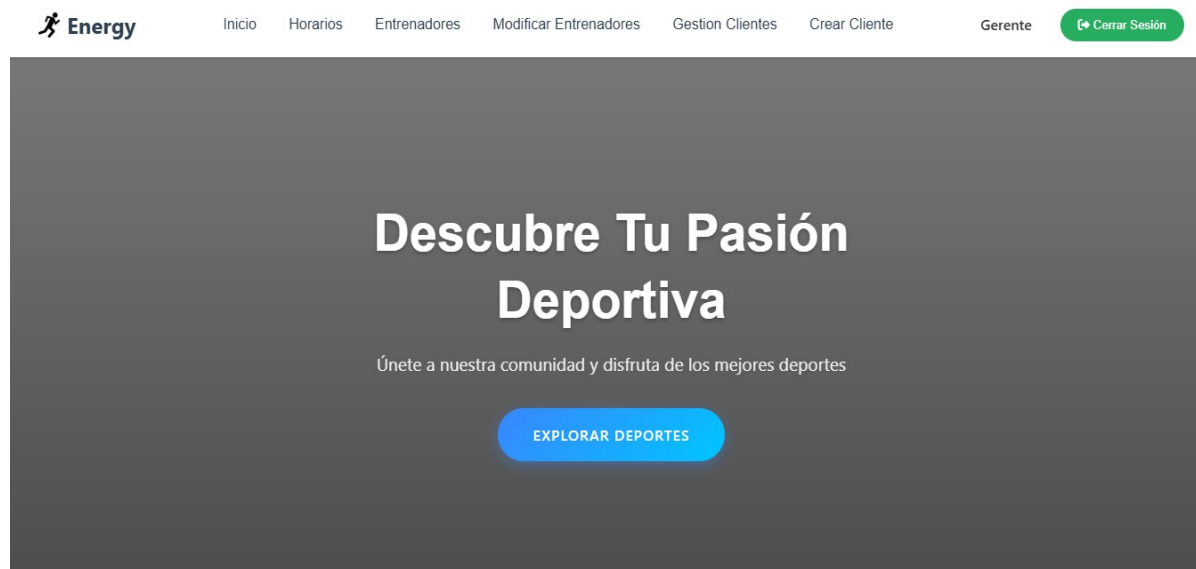 Energy
Inicio
Horarios
Entrenadores
Modificar Entrenadores
Gestion Clientes
Crear Cliente
Gerente
Cerrar Sesión
Descubre Tu Pasión
Deportiva
Únete a nuestra comunidad y disfruta de los mejores deportes
EXPLORAR DEPORTES